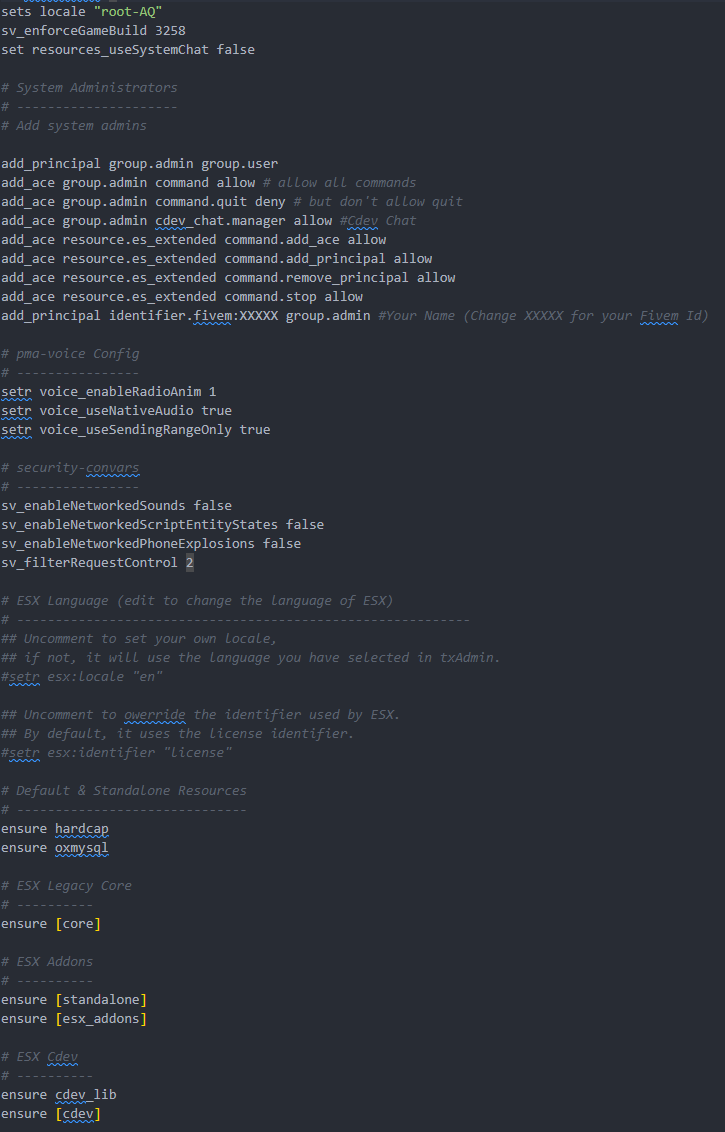 sets locale "root-AQ"
sv_enforceGameBuild 3258
set resources_useSystemChat false
# System Administrators
# ---------------------
# Add system admins
add_principal group.admin group.user
add_ace group.admin command allow # allow all commands
add_ace group.admin command.quit deny # but don't allow quit
add_ace group.admin cdev_chat.manager allow #Cdev Chat
add_ace resource.es_extended command.add_ace allow
add_ace resource.es_extended command.add_principal allow
add_ace resource.es_extended command.remove_principal allow
add_ace resource.es_extended command.stop allow
add_principal identifier.fivem:XXXXX group.admin #Your Name (Change XXXXX for your Fivem Id)
# pma-voice Config
# ----------------
setr voice_enableRadioAnim 1
setr voice_useNativeAudio true
setr voice_useSendingRangeOnly true
# security-convars
# ----------------
sv_enableNetworkedSounds false
sv_enableNetworkedScriptEntityStates false
sv_enableNetworkedPhoneExplosions false
sv_filterRequestControl 2
# ESX Language (edit to change the language of ESX)
# -----------------------------------------------------------
## Uncomment to set your own locale,
## if not, it will use the language you have selected in txAdmin.
#setr esx:locale "en"
## Uncomment to owerride the identifier used by ESX.
## By default, it uses the license identifier.
#setr esx:identifier "license"
# Default & Standalone Resources
# ------------------------------
ensure hardcap
ensure oxmysql
# ESX Legacy Core
# ----------
ensure [core]
# ESX Addons
# ----------
ensure [standalone]
ensure [esx_addons]
# ESX Cdev
# ----------
ensure cdev_lib
ensure [cdev]